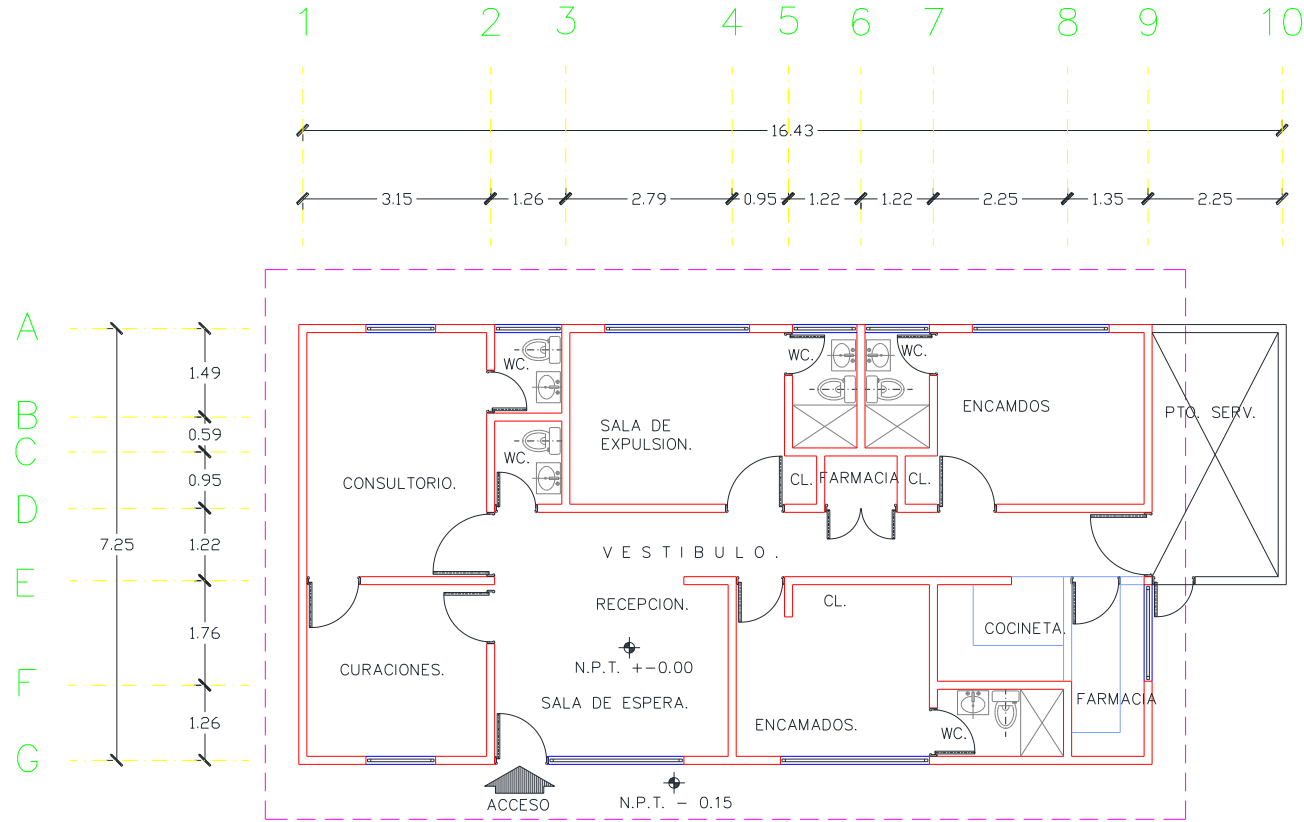 1 2 3 4 5 6 7 8 9 10
16.43
3.15 1.26 2.79 0.95 1.22 1.22 2.25 1.35 2.25
A
B
C
D
E
F
G
7.25
1.49
0.59
0.95
1.22
1.76
1.26
WC.
WC.
WC.
ENCAMDOS
PTO. SERV.
SALA DE
EXPULSION.
WC.
CONSULTORIO.
CL.
FARMACIA
CL.
VESTIBULO.
RECEPCION.
CL.
COCINETA.
N.P.T. +-0.00
CURACIONES.
SALA DE ESPERA.
FARMACIA
ENCAMADOS.
WC.
ACCESO
N.P.T. - 0.15